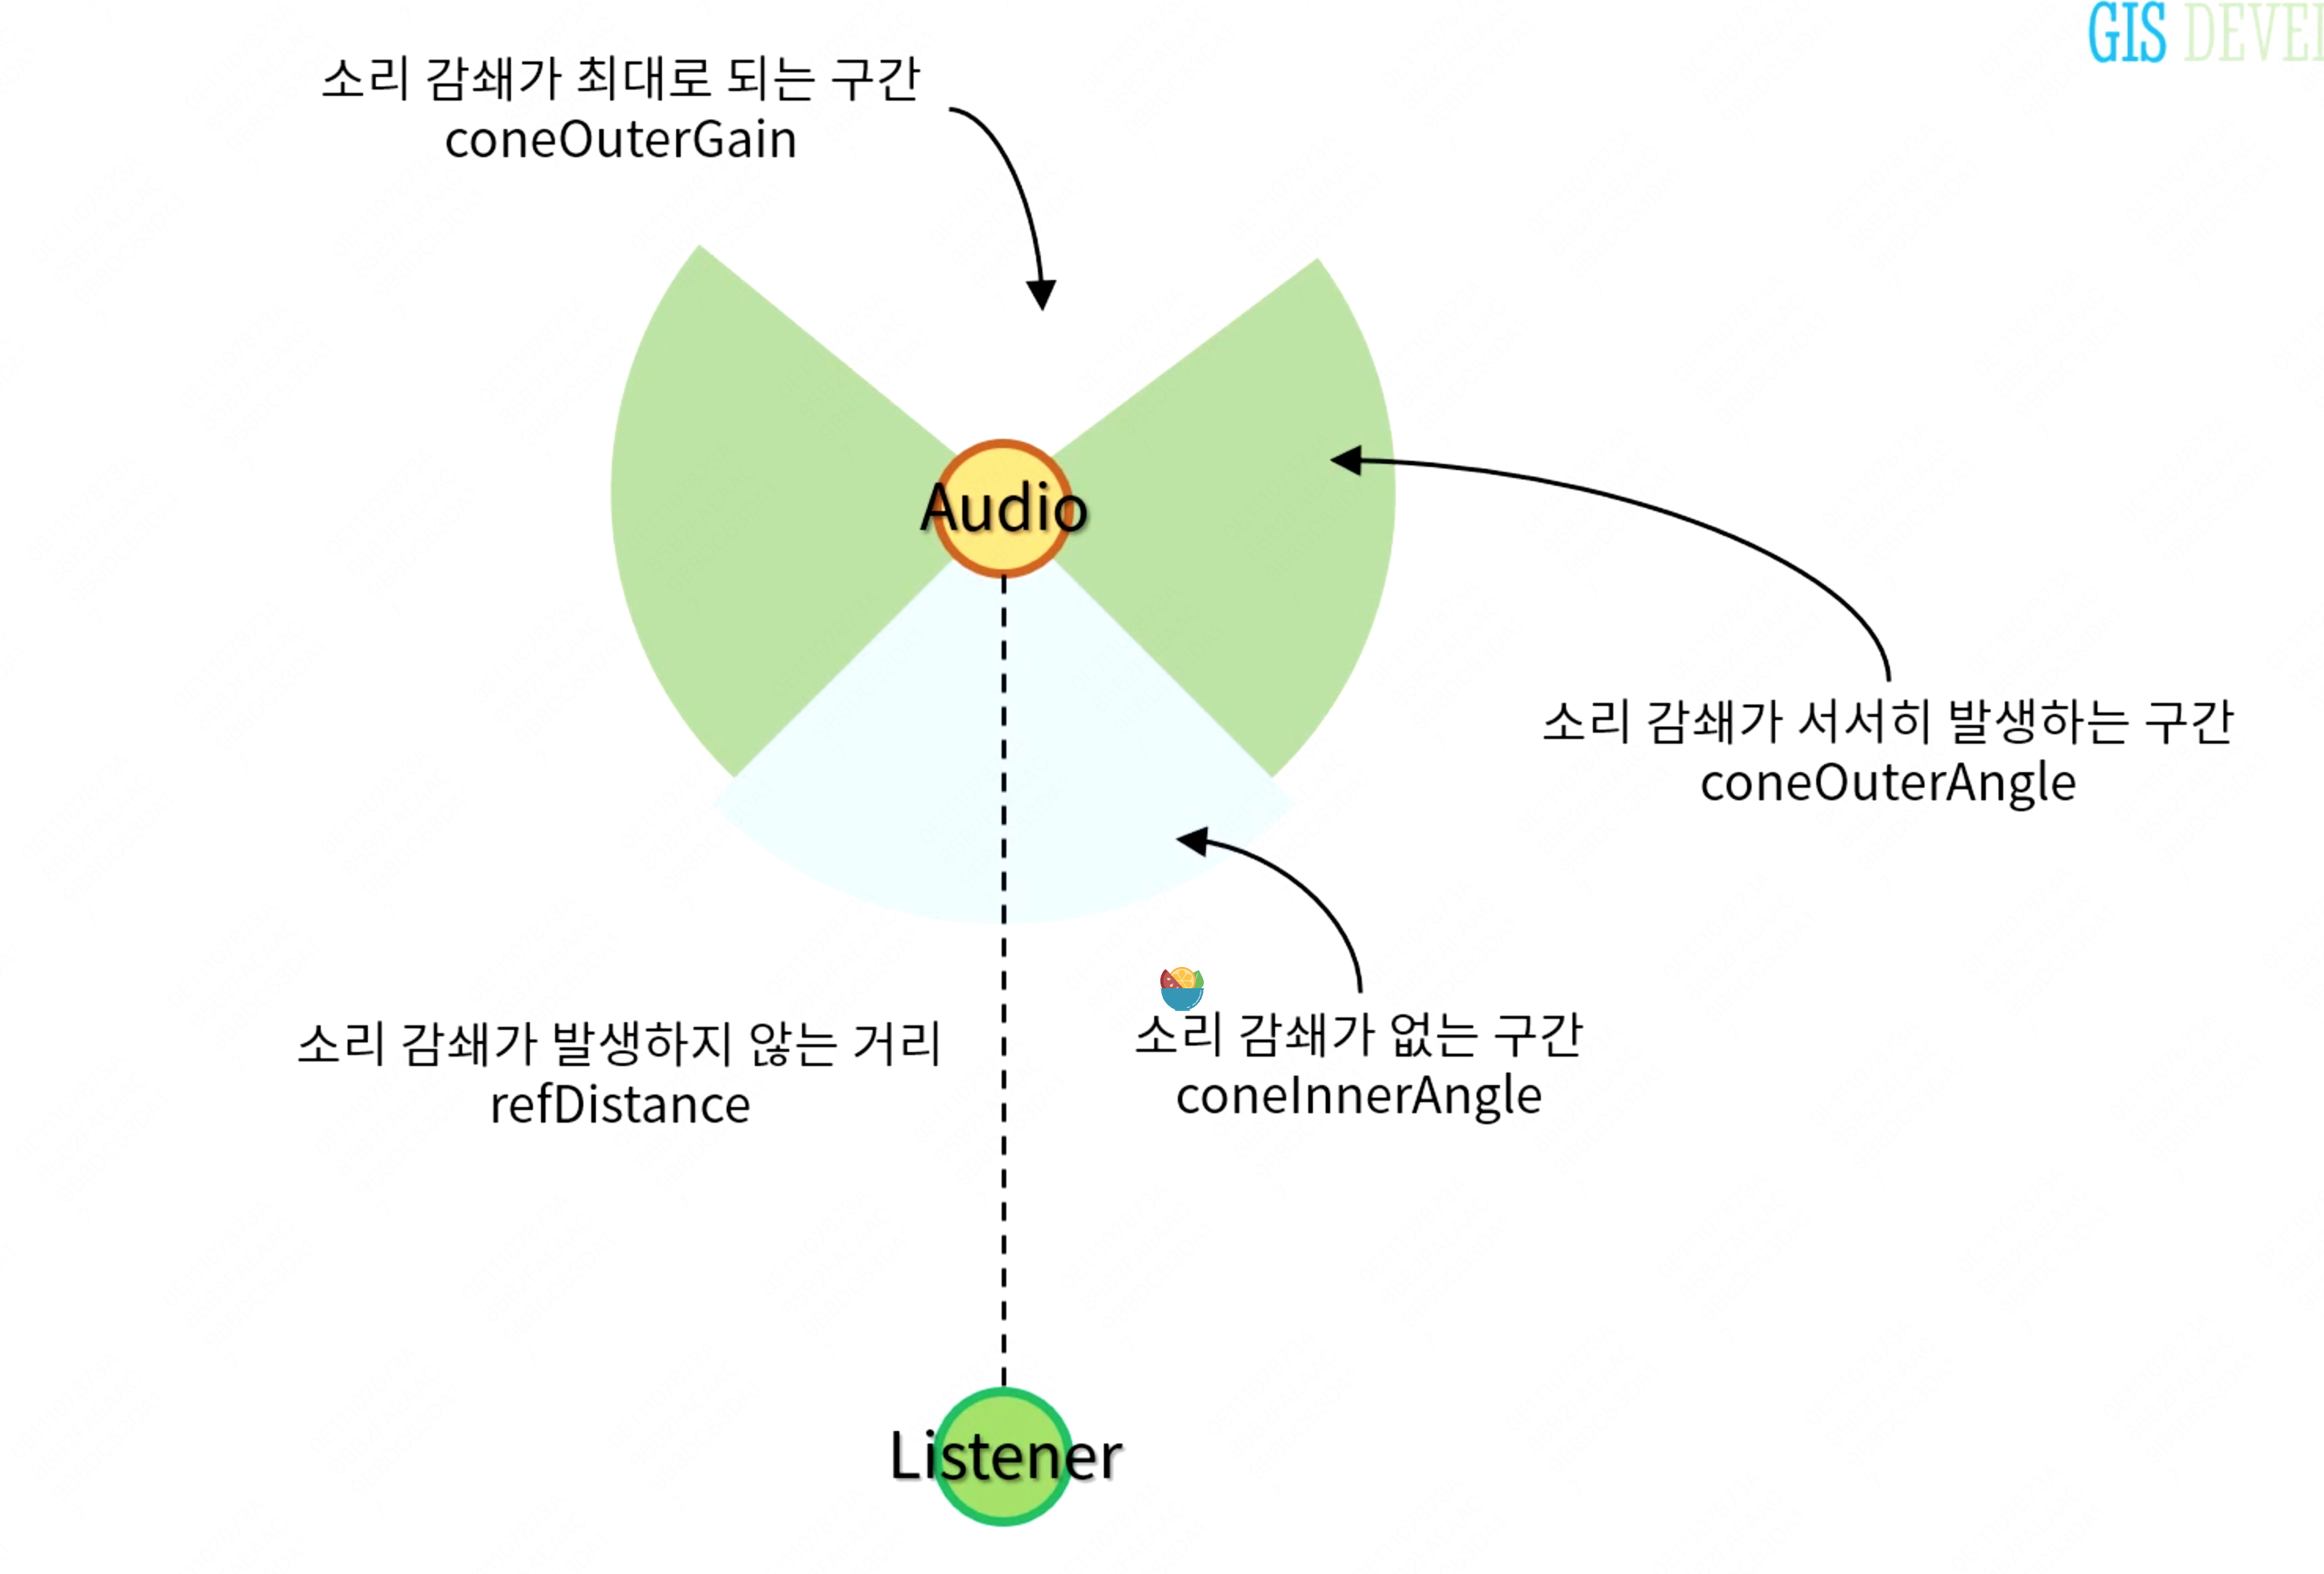 GIS
소리 감쇄가 최대로 되는 구간
coneOuterGain
Audio
소리 감쇄가 서서히 발생하는 구간
coneOuterAngle
소리 감쇄가 발생하지 않는 거리
refDistance
소리 감쇄가 없는 구간
coneInnerAngle
Listener